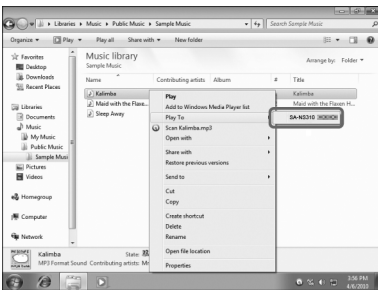 Libraries ▸ Music ▸ Public Music ▸ Sample Music
Search Sample Music
Organize Play Play all Share with New folder
Favorites
Desktop
Downloads
Recent Places
Libraries
Documents
Music
My Music
Public Music
Sample Musi
Pictures
Videos
Homegroup
Computer
Network
Music library
Sample Music
Arrange by: Folder
Name Contributing artists Album # Title
Kalimba Kalimba
Maid with the Flaxe... Maid with the Flaxen H...
Sleep Away
Play
Add to Windows Media Player list
Play To
SA-NS310
Scan Kalimba.mp3
Open with
Share with
Restore previous versions
Send to
Cut
Copy
Create shortcut
Delete
Rename
Open file location
Properties
Kalimba State:
MP3 Format Sound Contributing artists: Mr
3:58 PM
4/6/2010